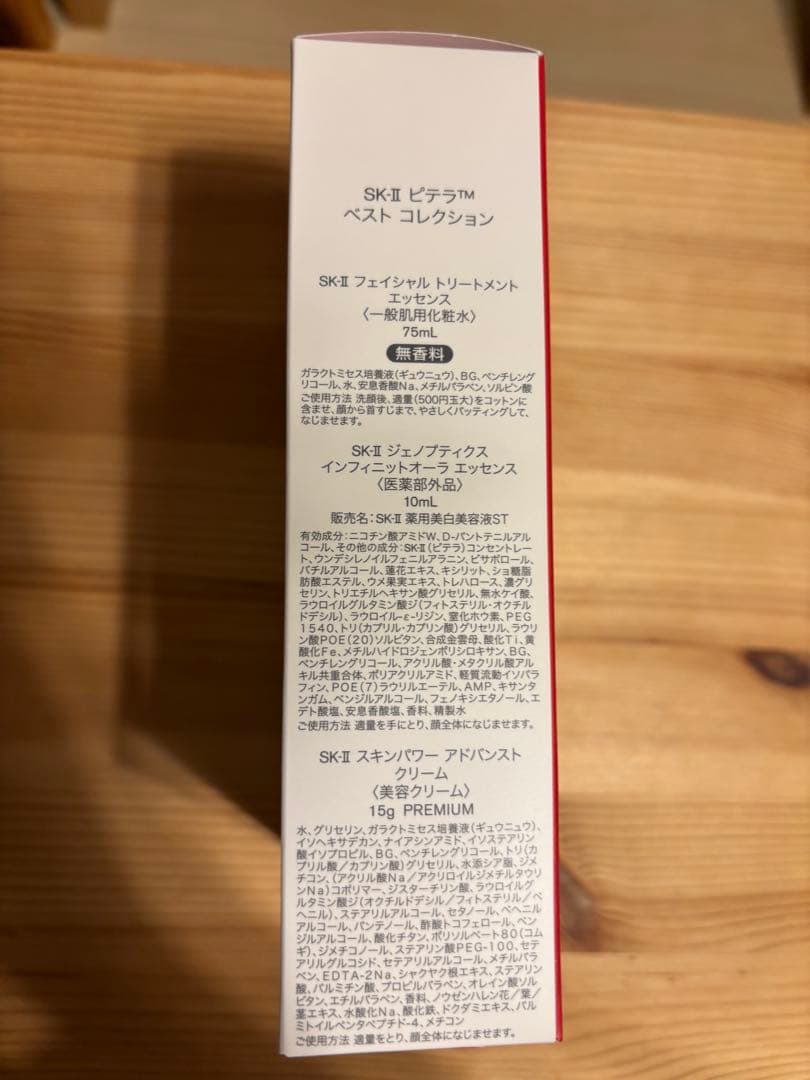 SK-Ⅱ ピテラ™
ベスト コレクション
SK-Ⅱ フェイシャル トリートメント
エッセンス
〈一般肌用化粧水〉
75mL
無香料
ガラクトミセス培養液(ギュウニュウ)、BG、ペンチレング
リコール、水、安息香酸Na、メチルパラベン、ソルビン酸
ご使用方法 洗顔後、適量(500円玉大)をコットンに
含ませ、顔から首すじまで、やさしくパッティングして、
なじませます。
SK-Ⅱ ジェノプティクス
インフィニットオーラ エッセンス
〈医薬部外品〉
10mL
販売名:SK-Ⅱ 薬用美白美容液ST
有効成分:ニコチン酸アミドW、D-パントテニルアル
コール、その他の成分:SK-Ⅱ(ピテラ)コンセントレー
ト、ウンデシレノイルフェニルアラニン、ビサボロール、
バチルアルコール、蓮花エキス、キシリット、ショ糖脂
肪酸エステル、ウメ果実エキス、トレハロース、濃グリ
セリン、トリエチルヘキサン酸グリセリル、無水ケイ酸、
ラウロイルグルタミン酸ジ(フィトステリル・オクチル
ドデシル)、ラウロイル-ε-リジン、窒化ホウ素、PEG
1540、トリ(カプリル・カプリン酸)グリセリル、ラウリ
ン酸POE(20)ソルビタン、合成金雲母、酸化Ti、黄
酸化Fe、メチルハイドロジェンポリシロキサン、BG、
ペンチレングリコール、アクリル酸・メタクリル酸アル
キル共重合体、ポリアクリルアミド、軽質流動イソパラ
フィン、POE(7)ラウリルエーテル、AMP、キサンタ
ンガム、ベンジルアルコール、フェノキシエタノール、エ
デト酸塩、安息香酸塩、香料、精製水
ご使用方法 適量を手にとり、顔全体になじませます。
SK-Ⅱ スキンパワー アドバンスト
クリーム
〈美容クリーム〉
15g PREMIUM
水、グリセリン、ガラクトミセス培養液(ギュウニュウ)、
イソヘキサデカン、ナイアシンアミド、イソステアリン
酸イソプロピル、BG、ペンチレングリコール、トリ(カ
プリル酸/カプリン酸)グリセリル、水添シア脂、ジメ
チコン、(アクリル酸Na/アクリロイルジメチルタウリ
ンNa)コポリマー、ジスターチリン酸、ラウロイルグ
ルタミン酸ジ(オクチルドデシル/フィトステリル/ベ
ヘニル)、ステアリルアルコール、セタノール、ベヘニル
アルコール、パンテノール、酢酸トコフェロール、ベン
ジルアルコール、酸化チタン、ポリソルベート80(コム
ギ)、ジメチコノール、ステアリン酸PEG-100、セテ
アリルグルコシド、セテアリルアルコール、メチルパラ
ベン、EDTA-2Na、シャクヤク根エキス、ステアリン
酸、パルミチン酸、プロピルパラベン、オレイン酸ソル
ビタン、エチルパラベン、香料、ノウゼンハレン花/葉/
茎エキス、水酸化Na、酸化鉄、ドクダミエキス、パル
ミトイルペンタペプチド-4、メチコン
ご使用方法 適量をとり、顔全体になじませます。